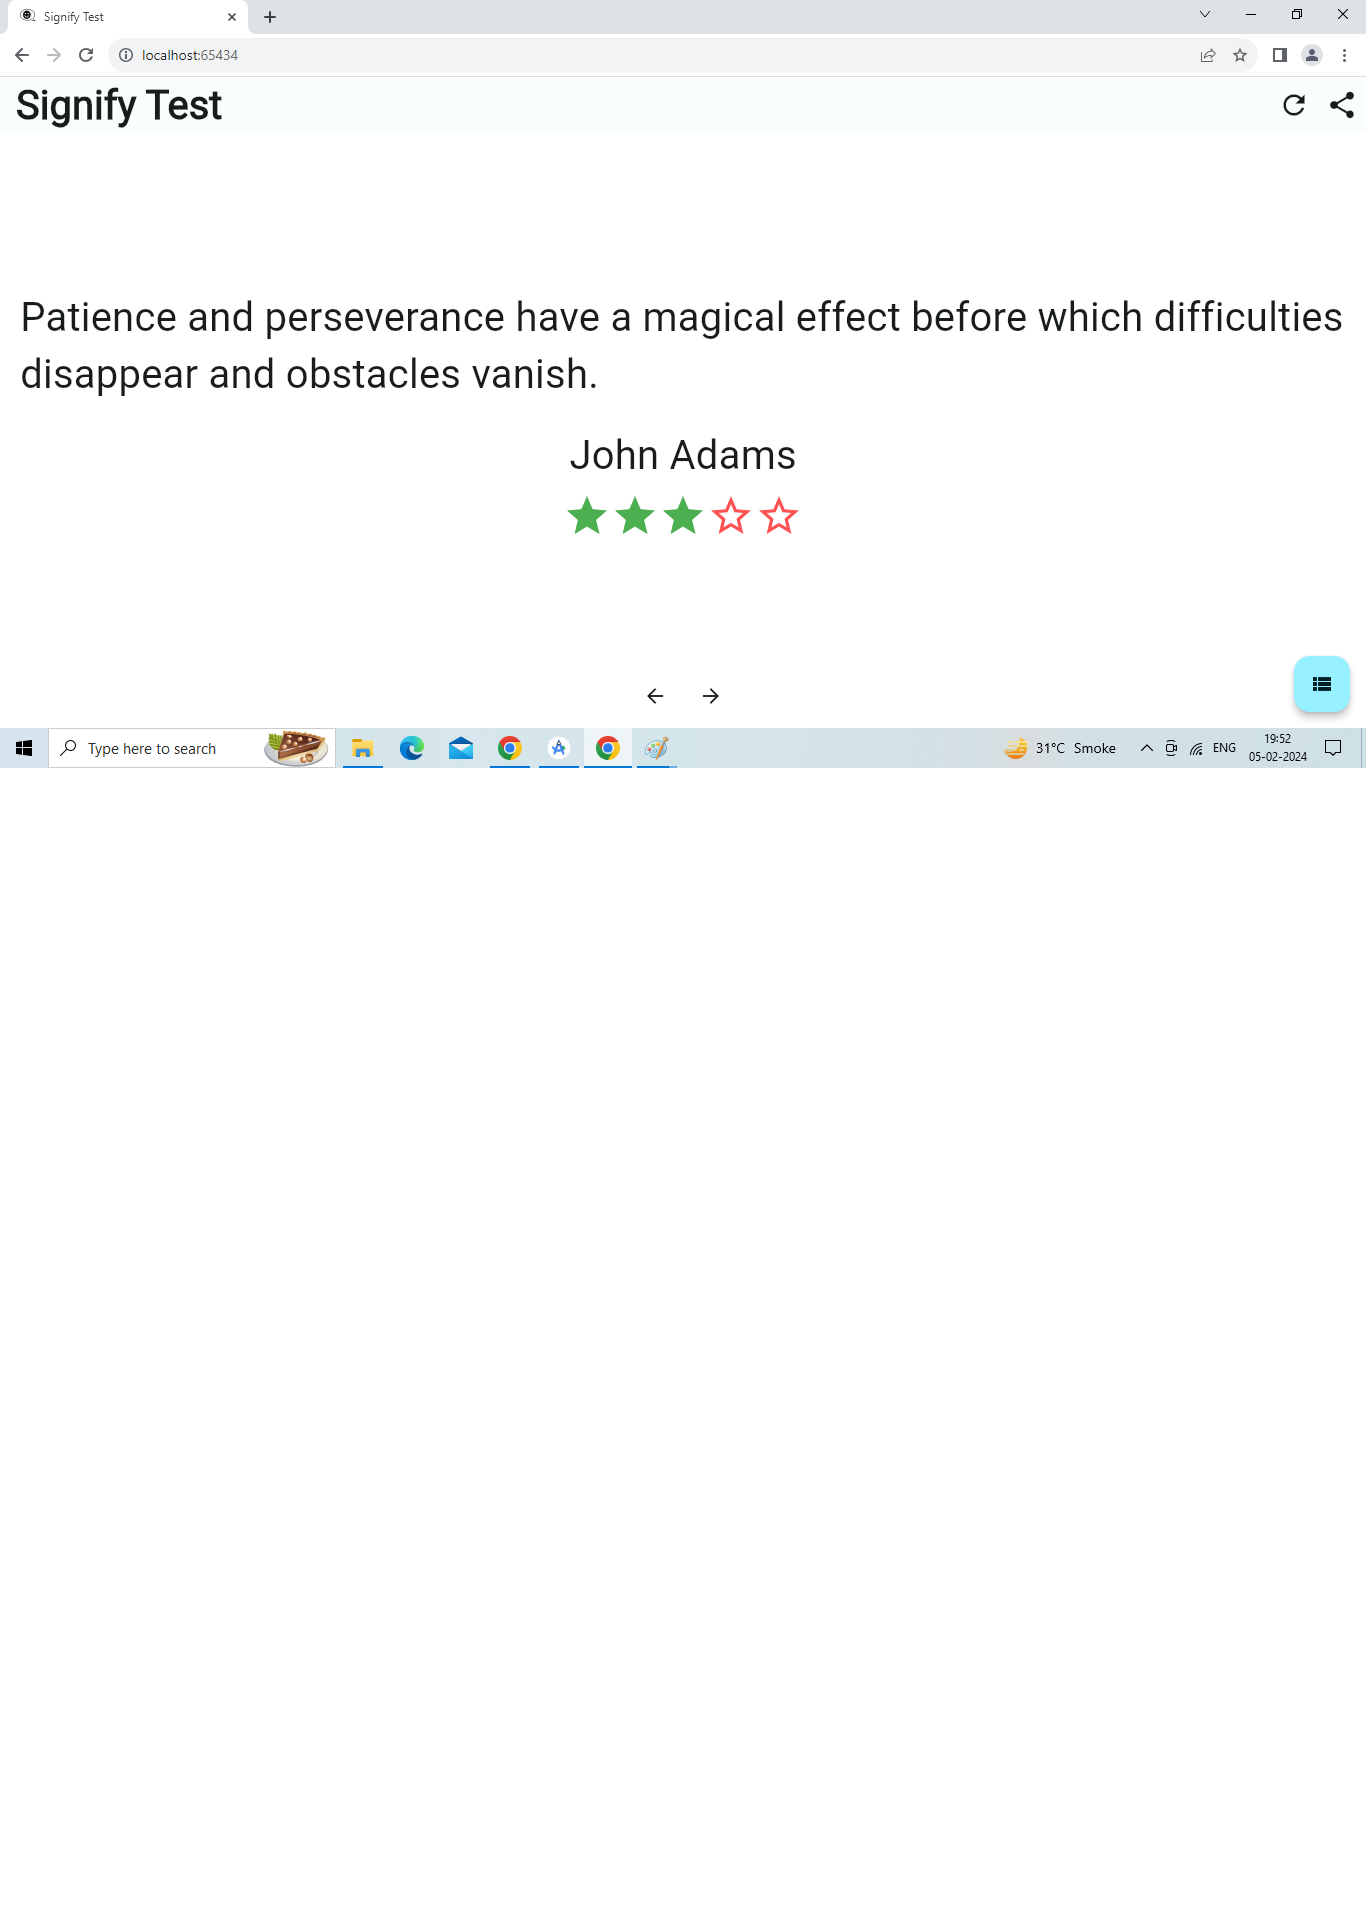 Signify Test
localhost:65434
Signify Test
Patience and perseverance have a magical effect before which difficulties
disappear and obstacles vanish.
John Adams
Type here to search
31°C Smoke
ENG
19:52
05-02-2024